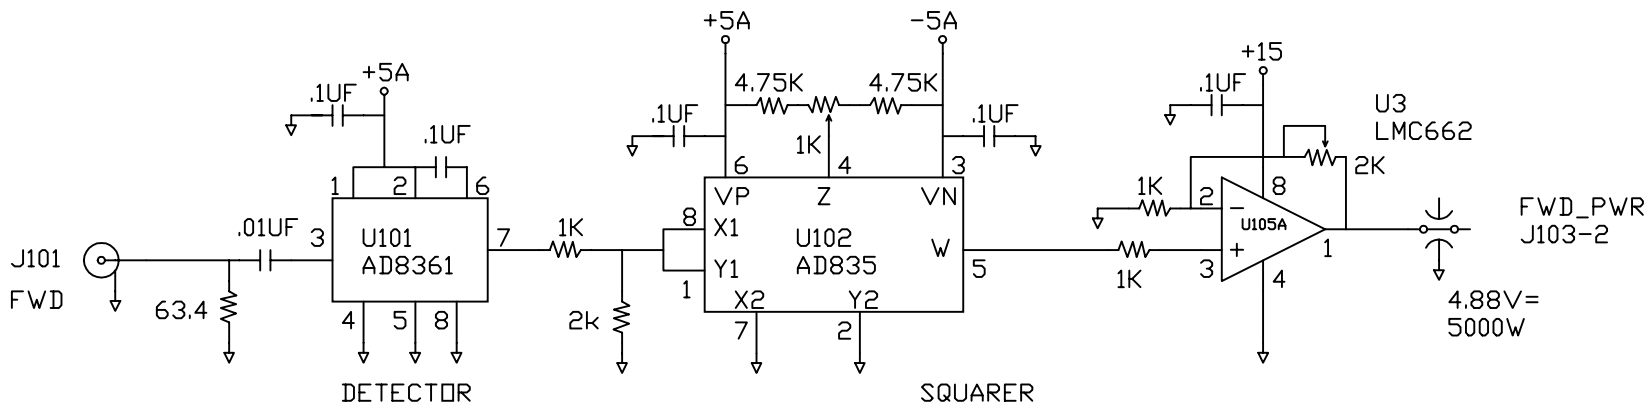 +5A
-5A
+15
+5A
.1UF
.1UF
4.75K
4.75K
.1UF
.1UF
1K
.1UF
U3
LMC662
2K
1
2
6
6
4
3
VP
Z
VN
1K
2
8
.01UF
3
U101
AD8361
7
1K
8
X1
U102
AD835
W
5
Y1
1
X2
Y2
1K
3
4
−
+
U105A
1
FWD_PWR
J103-2
J101
FWD
63.4
4
5
8
2k
7
2
4.88V=
5000W
DETECTOR
SQUARER